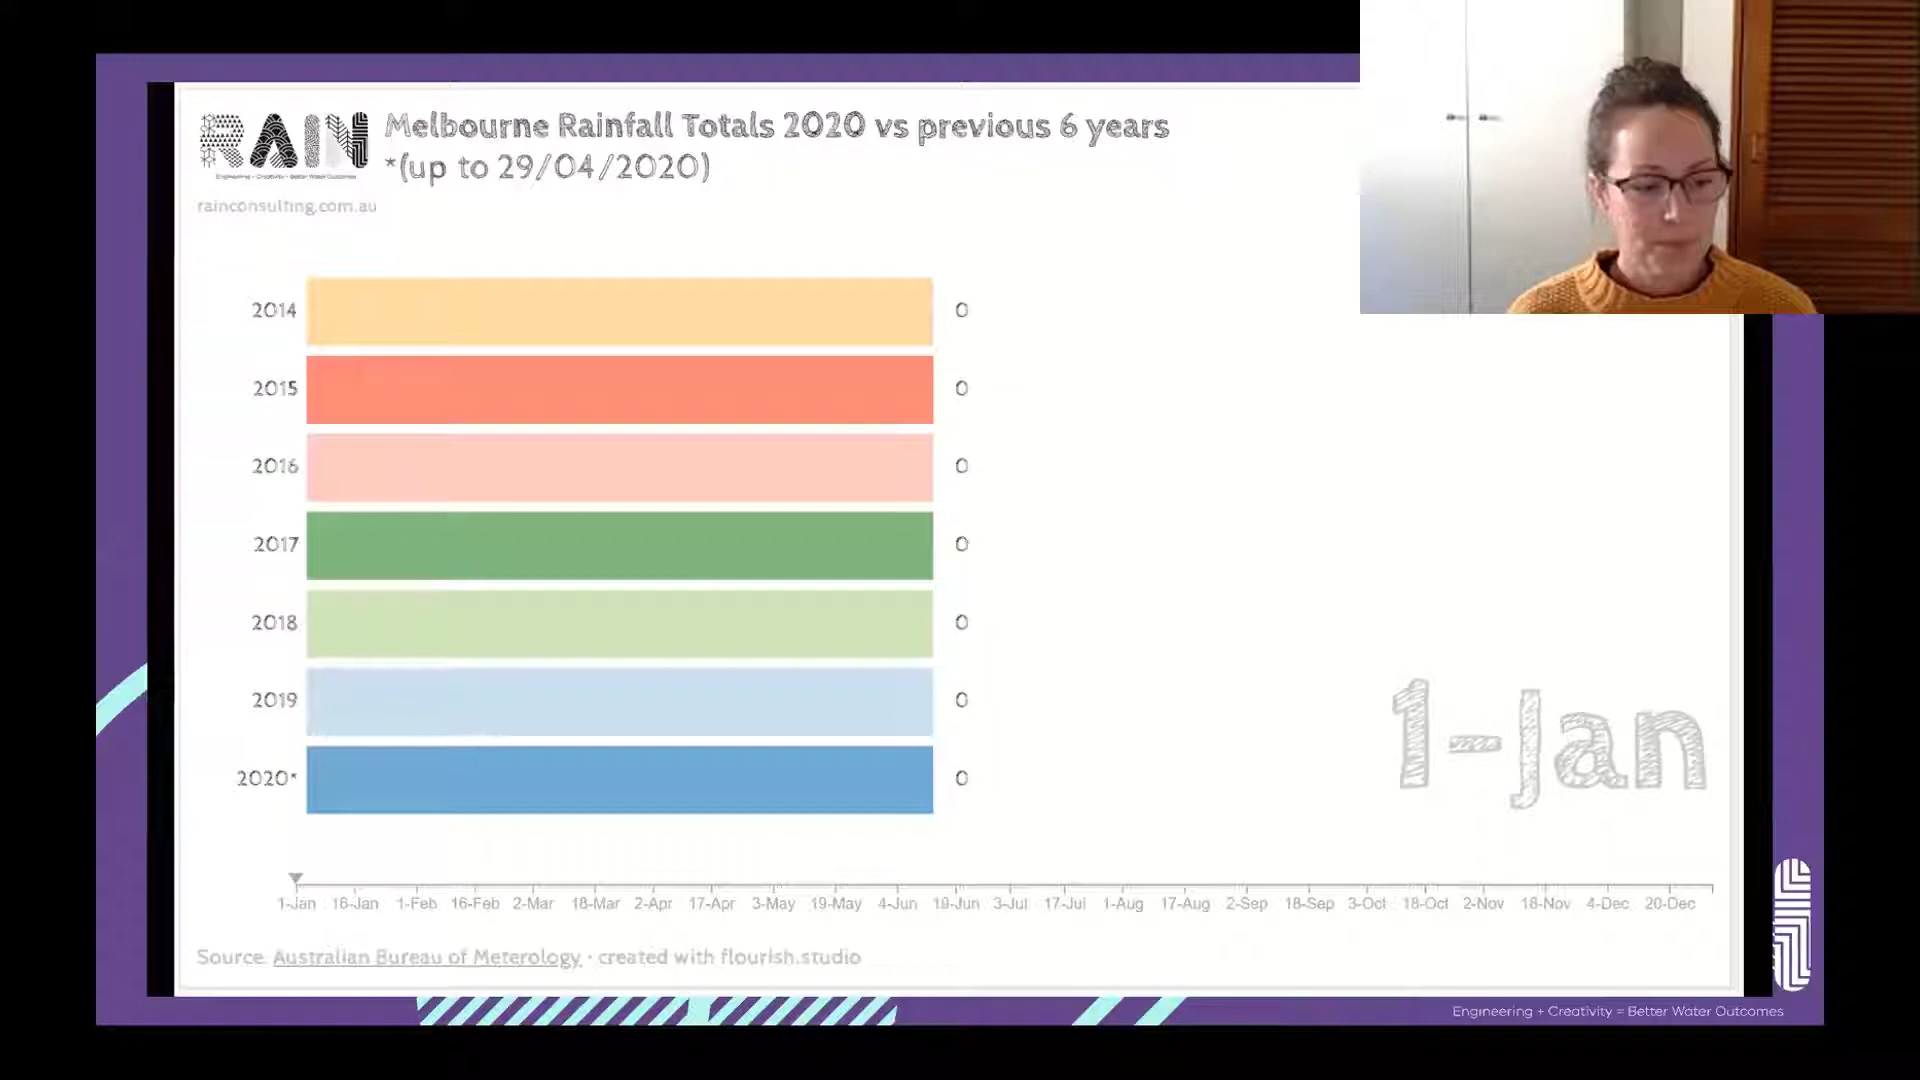 RAIN
Engineering + Creativity = Better Water Outcomes
Melbourne Rainfall Totals 2020 vs previous 6 years
*(up to 29/04/2020)
rainconsulting.com.au
2014 0
2015 0
2016 0
2017 0
2018 0
2019 0
2020* 0
1-Jan
1-Jan 16-Jan 1-Feb 16-Feb 2-Mar 18-Mar 2-Apr 17-Apr 3-May 19-May 4-Jun 19-Jun 3-Jul 17-Jul 1-Aug 17-Aug 2-Sep 18-Sep 3-Oct 18-Oct 2-Nov 18-Nov 4-Dec 20-Dec
Source: Australian Bureau of Meterology • created with flourish.studio
Engineering + Creativity = Better Water Outcomes